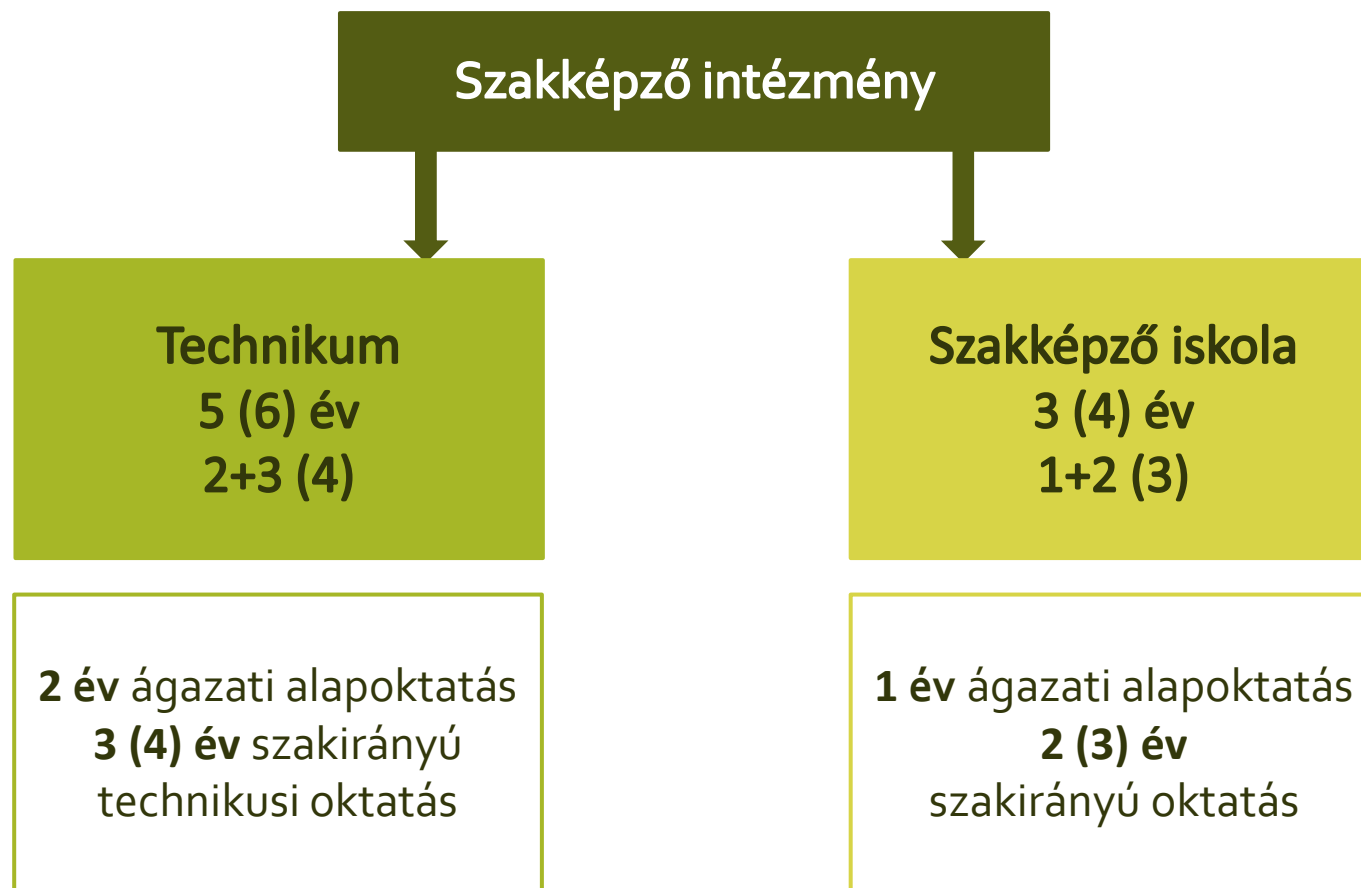 Szakképző intézmény
Technikum
5 (6) év
2+3 (4)
Szakképző iskola
3 (4) év
1+2 (3)
2 év ágazati alapoktatás
3 (4) év szakirányú
technikusi oktatás
1 év ágazati alapoktatás
2 (3) év
szakirányú oktatás